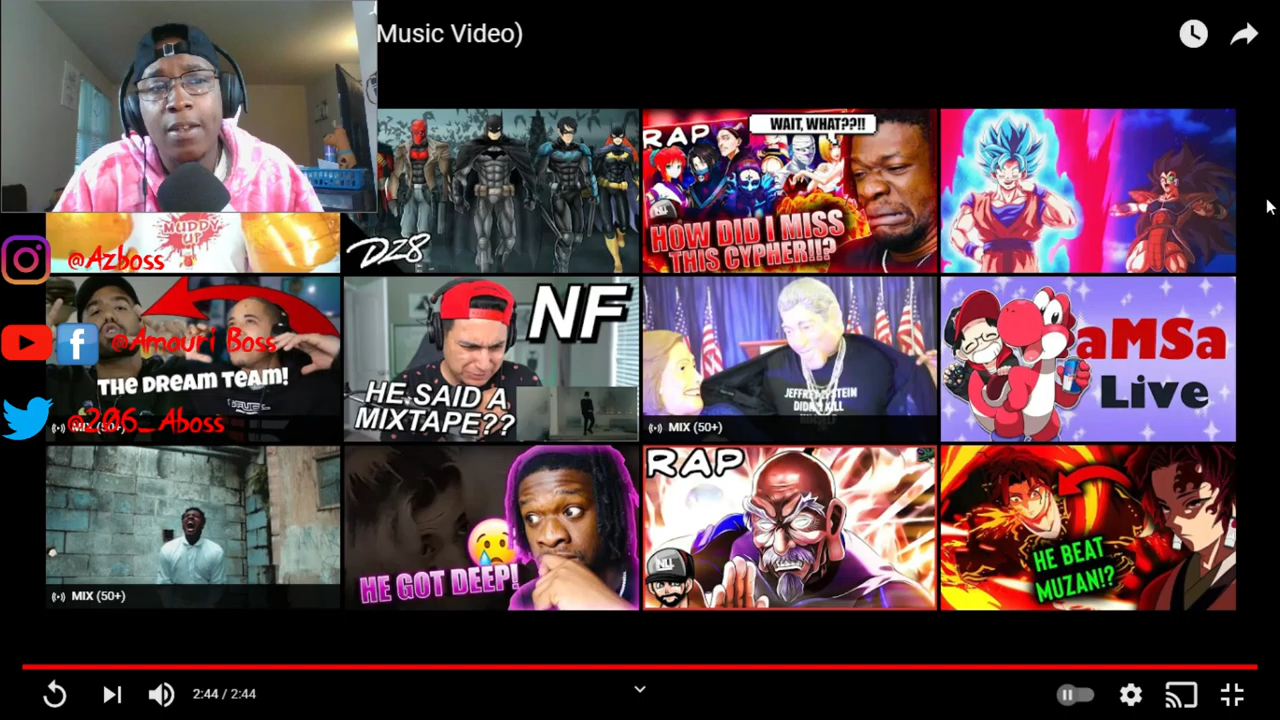 Music Video)
MUDDY
UP
DZ8
RAP
WAIT, WHAT??!!
HOW DID I MISS
THIS CYPHER!!?
@Azboss
THE DREAM TEAM!
@Amouri Boss
@206_Aboss
NF
HE SAID A
MIXTAPE??
JEFFREY EPSTEIN
DIDN'T KILL
HIMSELF
MIX (50+)
aMSa
Live
MIX (50+)
HE GOT DEEP!
RAP
NLJ
HE BEAT
MUZAN!?
2:44 / 2:44